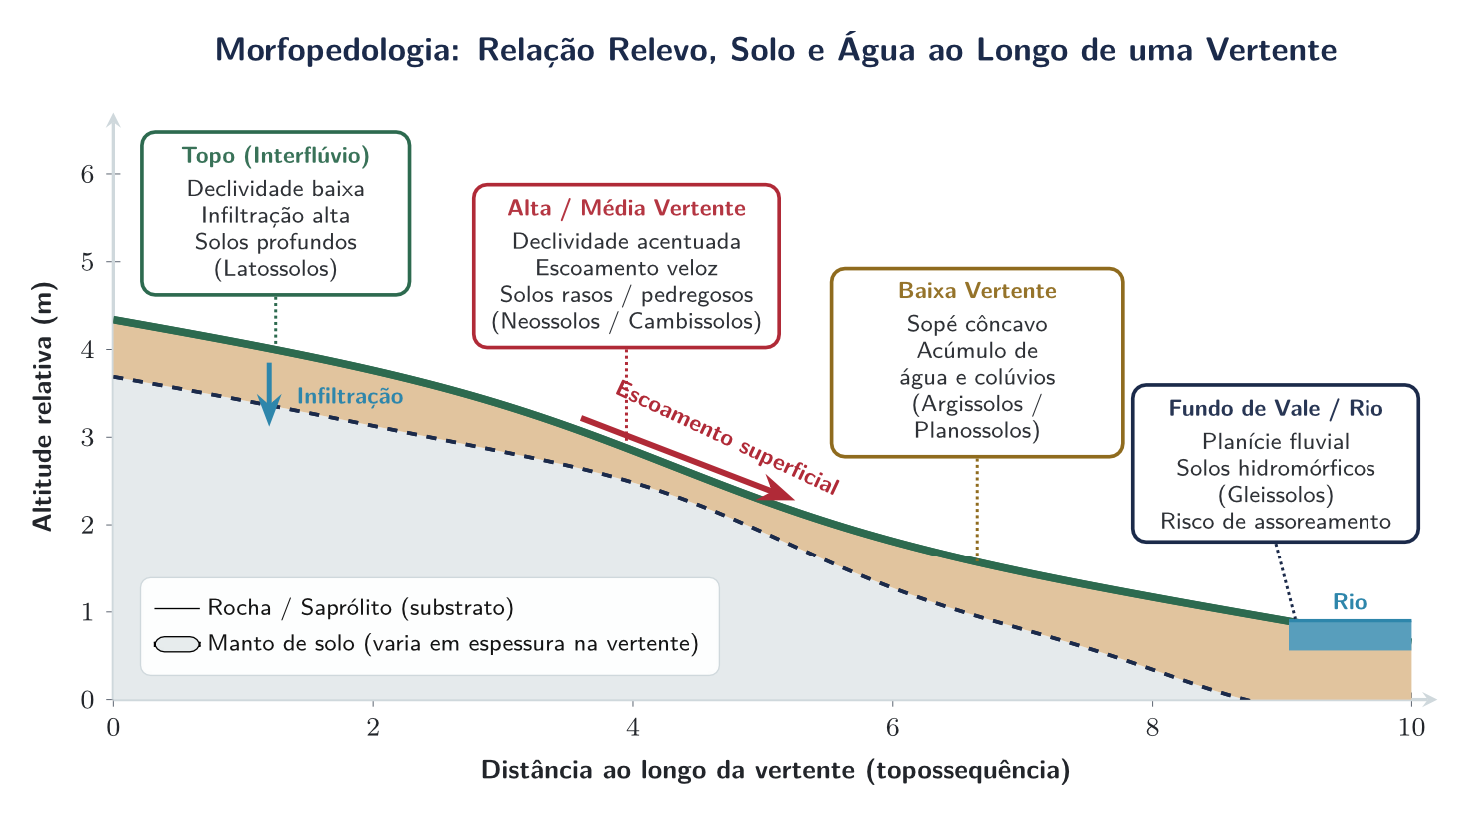 Morfopedologia: Relação Relevo, Solo e Água ao Longo de uma Vertente
Topo (Interflúvio)
Declividade baixa
Infiltração alta
Solos profundos
(Latossolos)
Alta / Média Vertente
Declividade acentuada
Escoamento veloz
Solos rasos / pedregosos
(Neossolos / Cambissolos)
Baixa Vertente
Sopé côncavo
Acúmulo de
água e colúvios
(Argissolos /
Planossolos)
Fundo de Vale / Rio
Planície fluvial
Solos hidromórficos
(Gleissolos)
Risco de assoreamento
Infiltração
Escoamento superficial
Rio
Rocha / Saprólito (substrato)
Manto de solo (varia em espessura na vertente)
Altitude relativa (m)
6
5
4
3
2
1
0
0
2
4
6
8
10
Distância ao longo da vertente (topossequência)